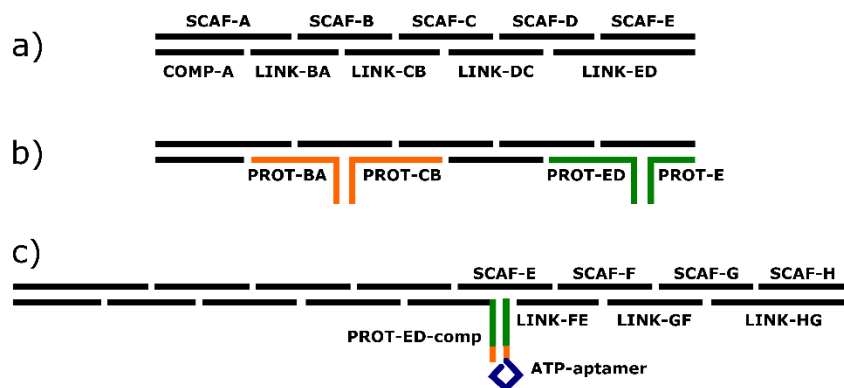 SCAF-A SCAF-B SCAF-C SCAF-D SCAF-E
a)
COMP-A LINK-BA LINK-CB LINK-DC LINK-ED
b)
PROT-BA PROT-CB PROT-ED PROT-E
c)
SCAF-E SCAF-F SCAF-G SCAF-H
LINK-FE LINK-GF LINK-HG
PROT-ED-comp
ATP-aptamer